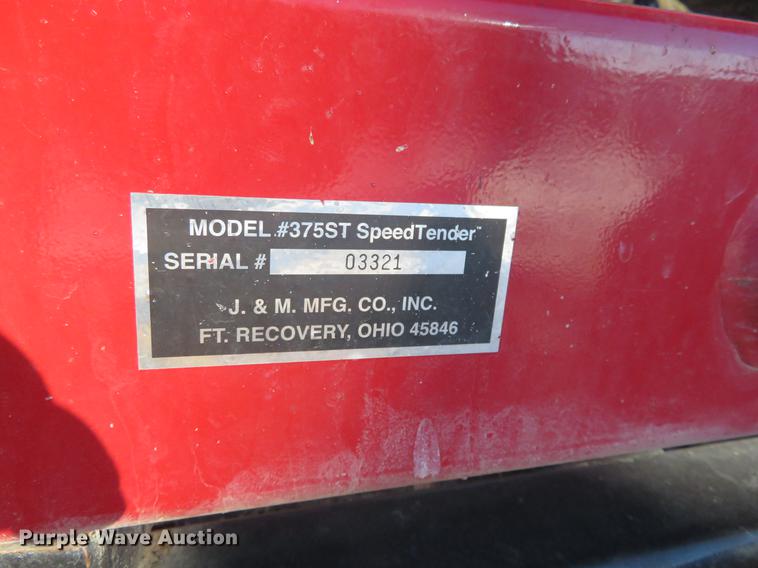 MODEL #375ST SpeedTender™
SERIAL # 03321
J. & M. MFG. CO., INC.
FT. RECOVERY, OHIO 45846
Purple Wave Auction